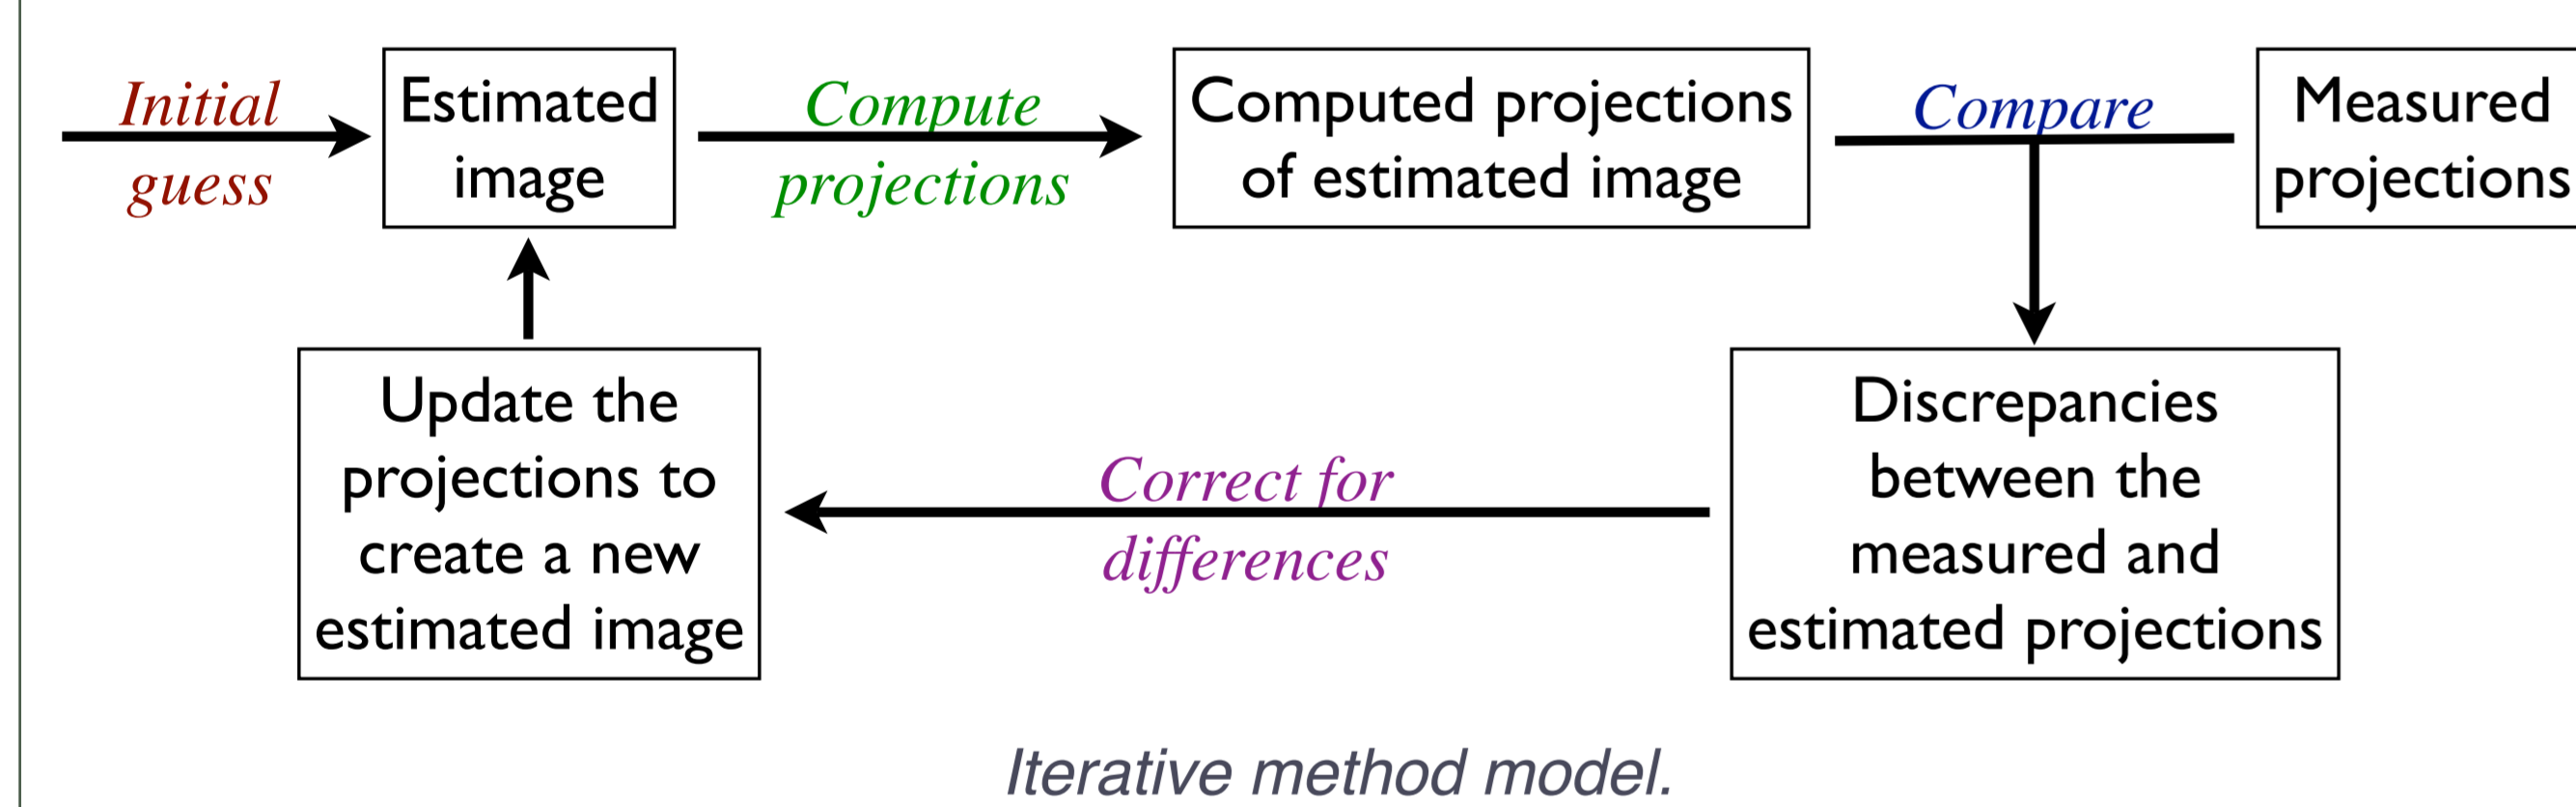 Initial
guess
Estimated
image
Compute
projections
Computed projections
of estimated image
Compare
Measured
projections
Update the
projections to
create a new
estimated image
Correct for
differences
Discrepancies
between the
measured and
estimated projections
Iterative method model.